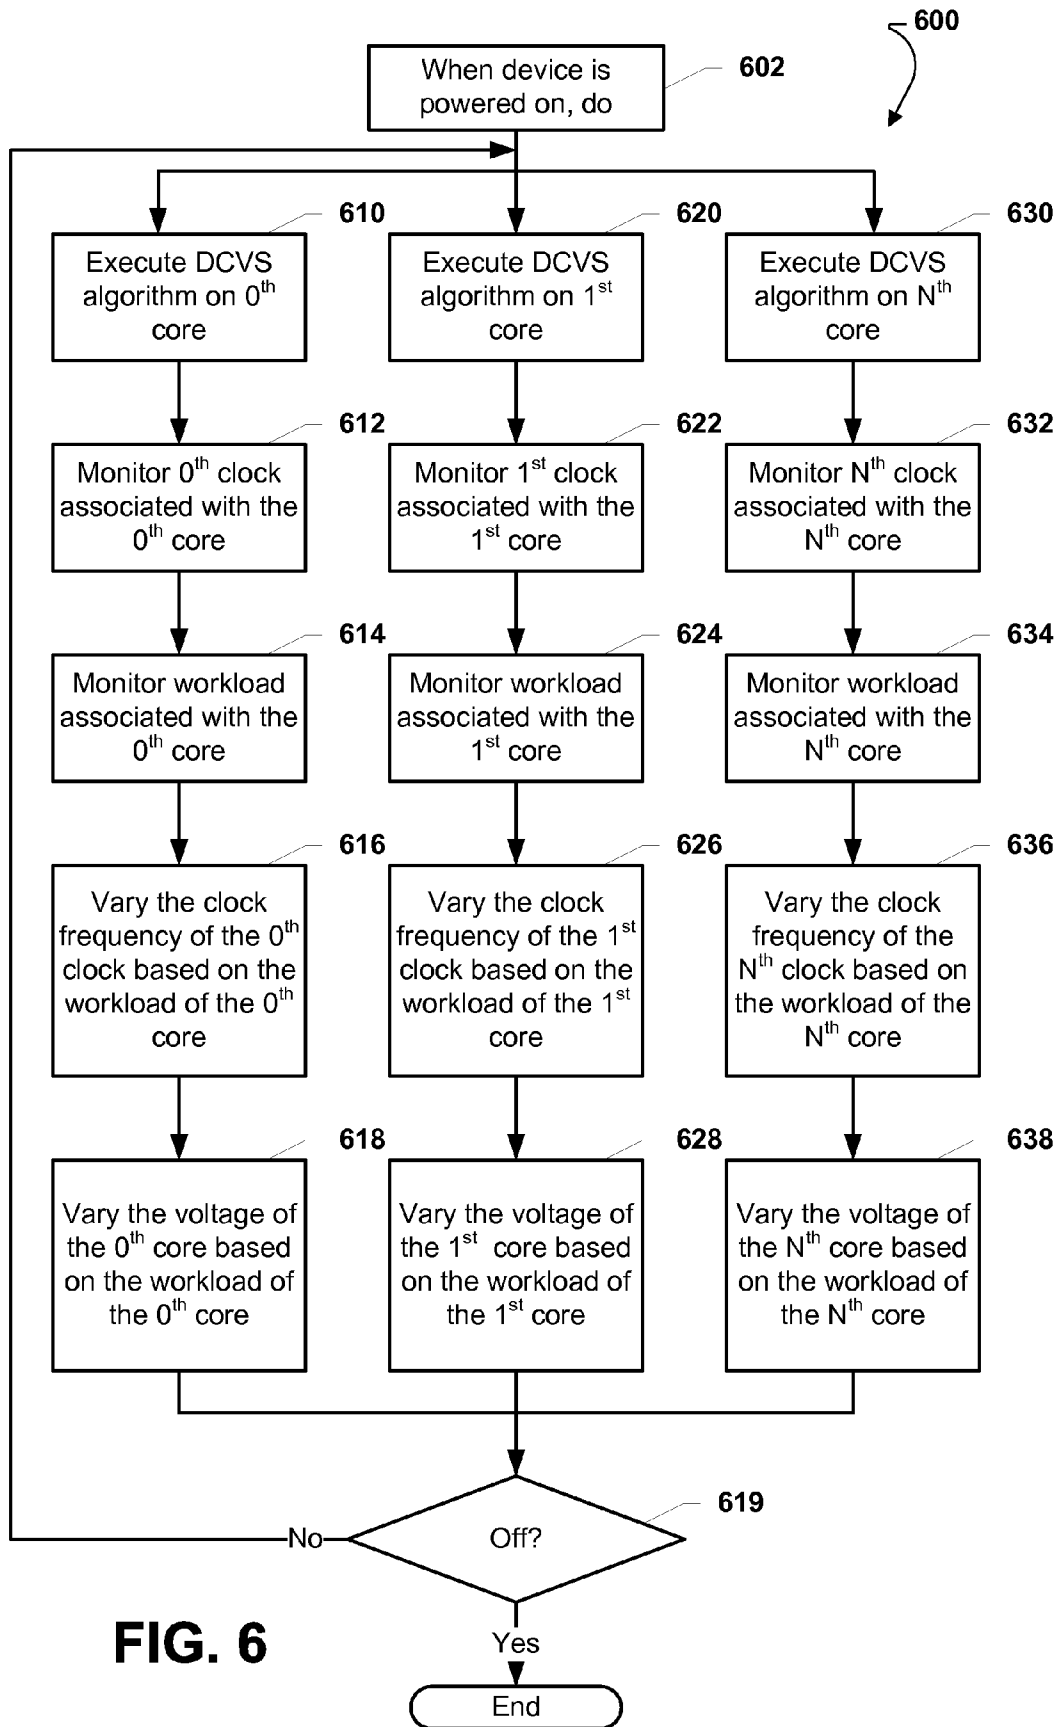 600
When device is
powered on, do
602
610
620
630
Execute DCVS
algorithm on 0th
core
Execute DCVS
algorithm on 1st
core
Execute DCVS
algorithm on Nth
core
612
622
632
Monitor 0th clock
associated with the
0th core
Monitor 1st clock
associated with the
1st core
Monitor Nth clock
associated with the
Nth core
614
624
634
Monitor workload
associated with the
0th core
Monitor workload
associated with the
1st core
Monitor workload
associated with the
Nth core
616
626
636
Vary the clock
frequency of the 0th
clock based on the
workload of the 0th
core
Vary the clock
frequency of the 1st
clock based on the
workload of the 1st
core
Vary the clock
frequency of the
Nth clock based on
the workload of the
Nth core
618
628
638
Vary the voltage of
the 0th core based
on the workload of
the 0th core
Vary the voltage of
the 1st core based
on the workload of
the 1st core
Vary the voltage of
the Nth core based
on the workload of
the Nth core
619
Off?
No
Yes
End
FIG. 6